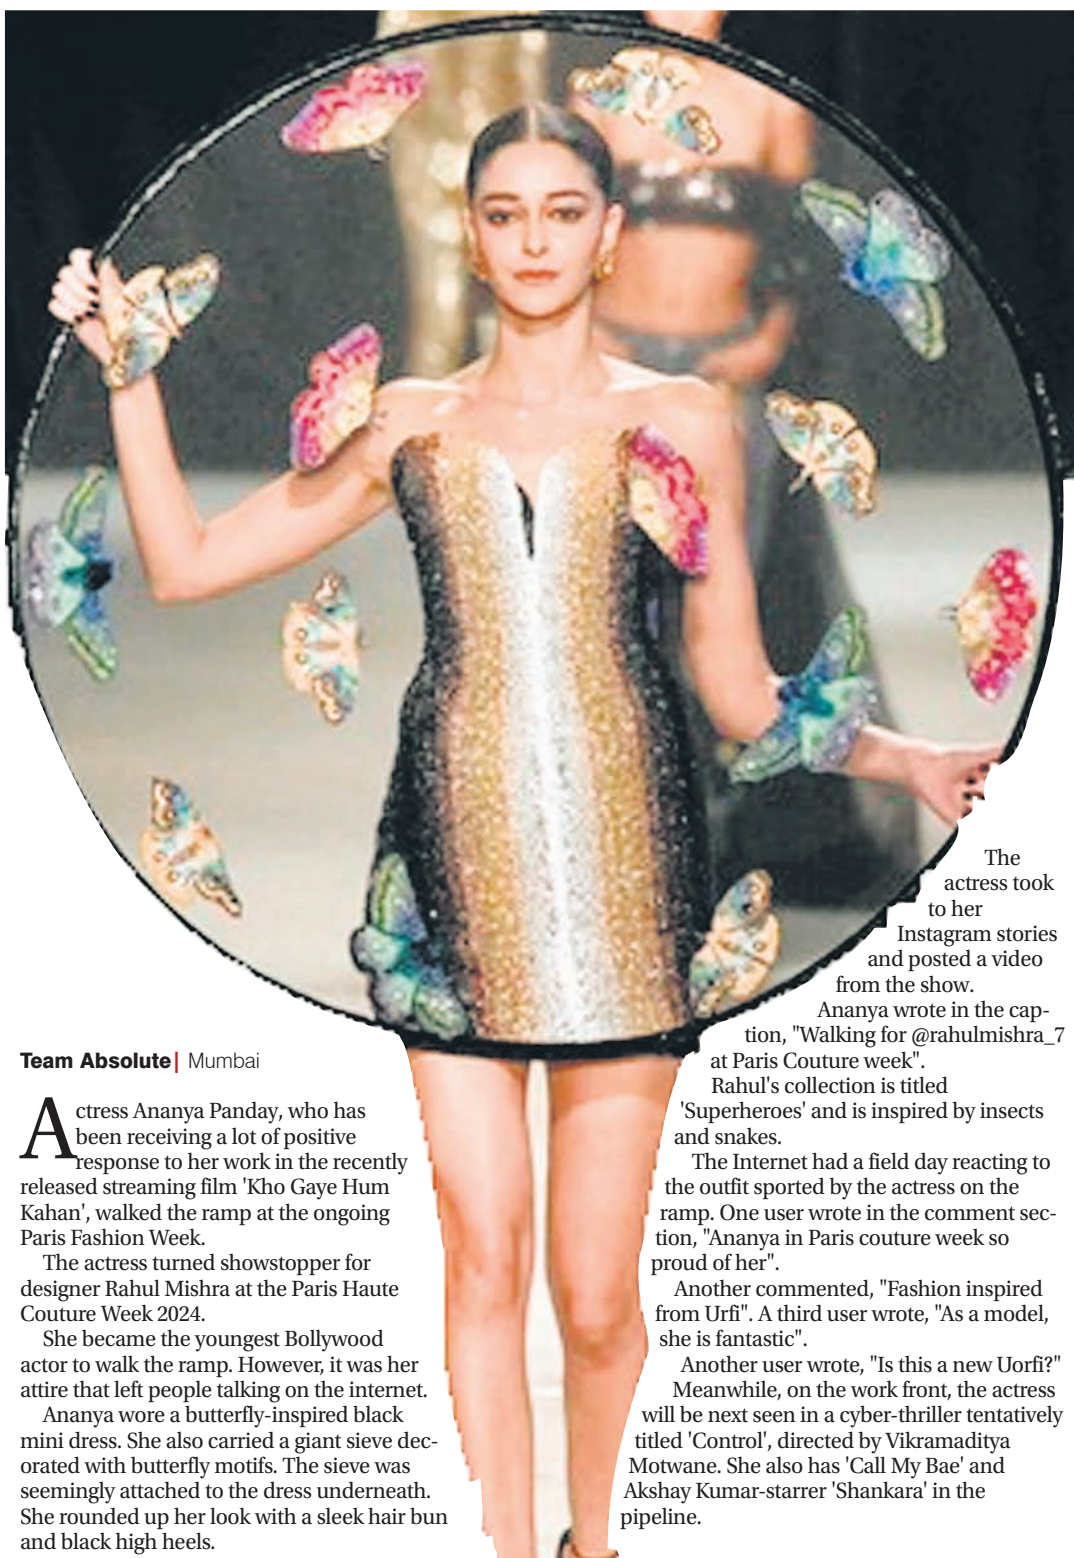 Team Absolute| Mumbai
Actress Ananya Panday, who has
been receiving a lot of positive
response to her work in the recently
released streaming film 'Kho Gaye Hum
Kahan', walked the ramp at the ongoing
Paris Fashion Week.
The actress turned showstopper for
designer Rahul Mishra at the Paris Haute
Couture Week 2024.
She became the youngest Bollywood
actor to walk the ramp. However, it was her
attire that left people talking on the internet.
Ananya wore a butterfly-inspired black
mini dress. She also carried a giant sieve dec-
orated with butterfly motifs. The sieve was
seemingly attached to the dress underneath.
She rounded up her look with a sleek hair bun
and black high heels.
The
actress took
to her
Instagram stories
and posted a video
from the show.
Ananya wrote in the cap-
tion, "Walking for @rahulmishra_7
at Paris Couture week".
Rahul's collection is titled
'Superheroes' and is inspired by insects
and snakes.
The Internet had a field day reacting to
the outfit sported by the actress on the
ramp. One user wrote in the comment sec-
tion, "Ananya in Paris couture week so
proud of her".
Another commented, "Fashion inspired
from Urfi". A third user wrote, "As a model,
she is fantastic".
Another user wrote, "Is this a new Uorfi?"
Meanwhile, on the work front, the actress
will be next seen in a cyber-thriller tentatively
titled 'Control', directed by Vikramaditya
Motwane. She also has 'Call My Bae' and
Akshay Kumar-starrer 'Shankara' in the
pipeline.